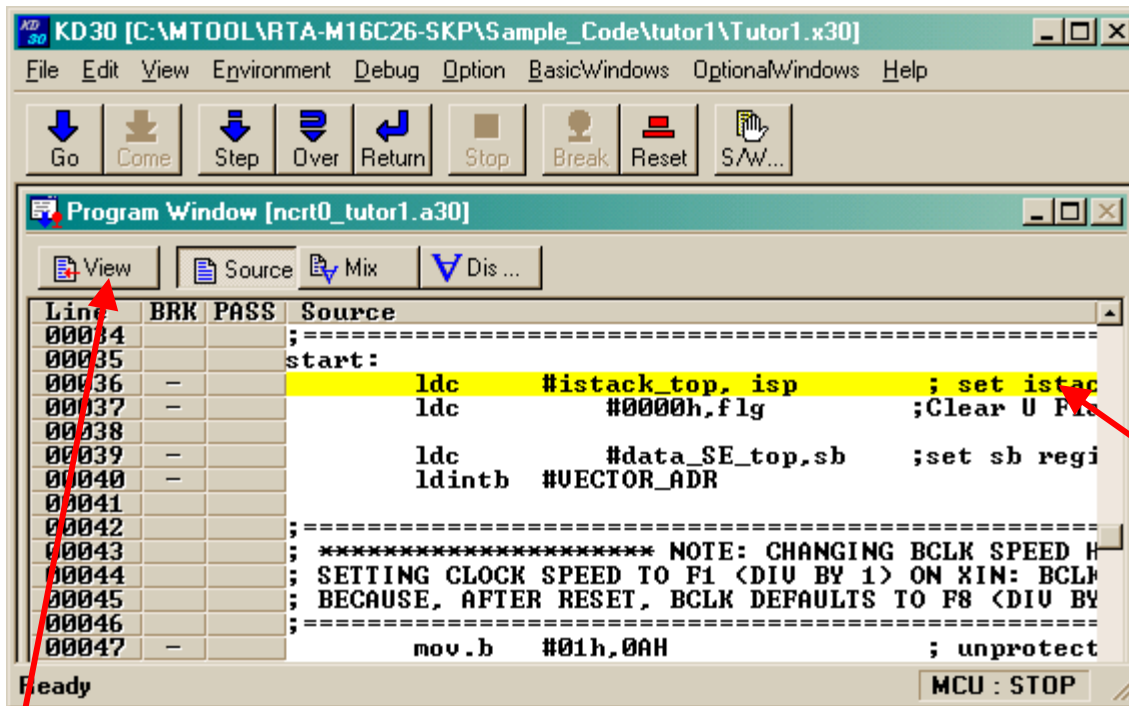 KD30 [C:\MTOOL\RTA-M16C26-SKP\Sample_Code\tutor1\Tutor1.x30]
File Edit View Environment Debug Option BasicWindows OptionalWindows Help
Go Come Step Over Return Stop Break Reset S/W...
Program Window [ncrt0_tutor1.a30]
View Source Mix Dis ...
Line BRK PASS Source
00034 ;==================================================
00035 start:
00036 - ldc #istack_top, isp ; set istac
00037 - ldc #0000h,flg ;Clear U Fla
00038
00039 - ldc #data_SE_top,sb ;set sb regi
00040 - ldintb #VECTOR_ADR
00041
00042 ;==================================================
00043 ; ********************* NOTE: CHANGING BCLK SPEED H
00044 ; SETTING CLOCK SPEED TO F1 (DIV BY 1) ON XIN: BCLK
00045 ; BECAUSE, AFTER RESET, BCLK DEFAULTS TO F8 (DIV BY
00046 ;==================================================
00047 - mov.b #01h,0AH ; unprotect
Ready MCU : STOP